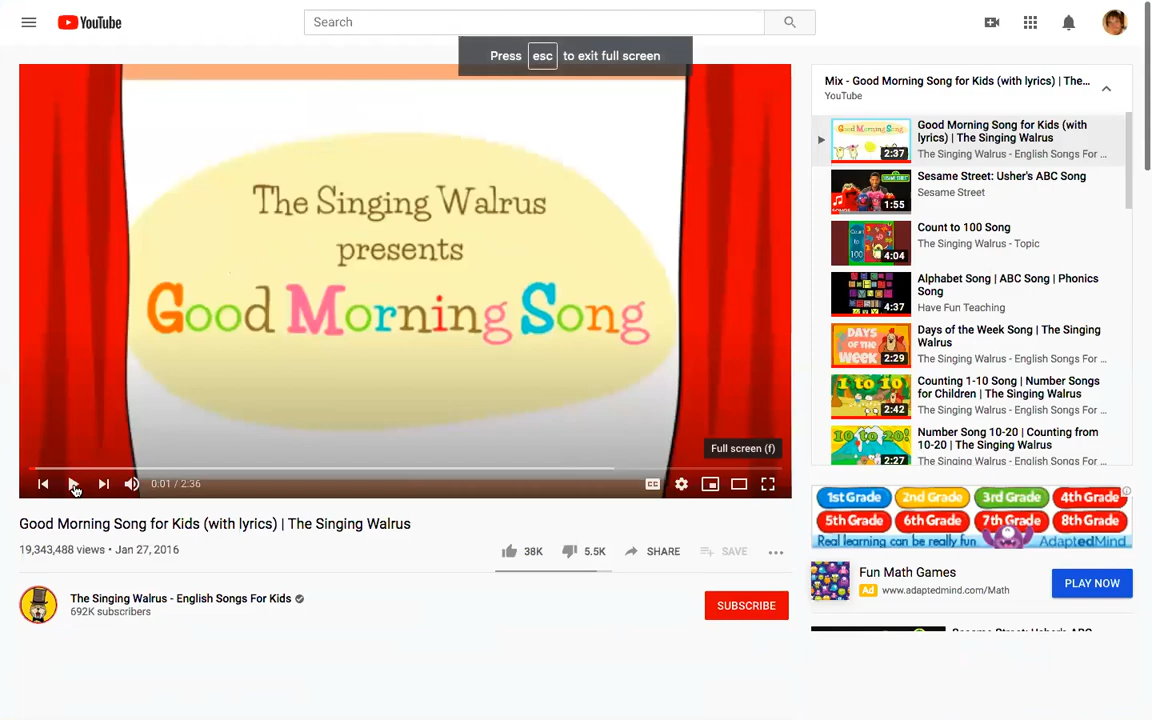 YouTube
Search
Press esc to exit full screen
The Singing Walrus
presents
Good Morning Song
Full screen (f)
0:01 / 2:36
CC
Good Morning Song for Kids (with lyrics) | The Singing Walrus
19,343,488 views • Jan 27, 2016
38K
5.5K
SHARE
SAVE
The Singing Walrus - English Songs For Kids
692K subscribers
SUBSCRIBE
Mix - Good Morning Song for Kids (with lyrics) | The...
YouTube
Good Morning Song
2:37
Good Morning Song for Kids (with
lyrics) | The Singing Walrus
The Singing Walrus - English Songs For ...
1:55
Sesame Street: Usher's ABC Song
Sesame Street
Count
to
100
4:04
Count to 100 Song
The Singing Walrus - Topic
4:37
Alphabet Song | ABC Song | Phonics
Song
Have Fun Teaching
DAYS
OF THE
WEEK
2:29
Days of the Week Song | The Singing
Walrus
The Singing Walrus - English Songs For ...
1 to 10
2:42
Counting 1-10 Song | Number Songs
for Children | The Singing Walrus
The Singing Walrus - English Songs For ...
10 to 20!
2:27
Number Song 10-20 | Counting from
10-20 | The Singing Walrus
The Singing Walrus - English Songs For ...
1st Grade 2nd Grade 3rd Grade 4th Grade
5th Grade 6th Grade 7th Grade 8th Grade
Real learning can be really fun AdaptedMind
Fun Math Games
Ad www.adaptedmind.com/Math
PLAY NOW